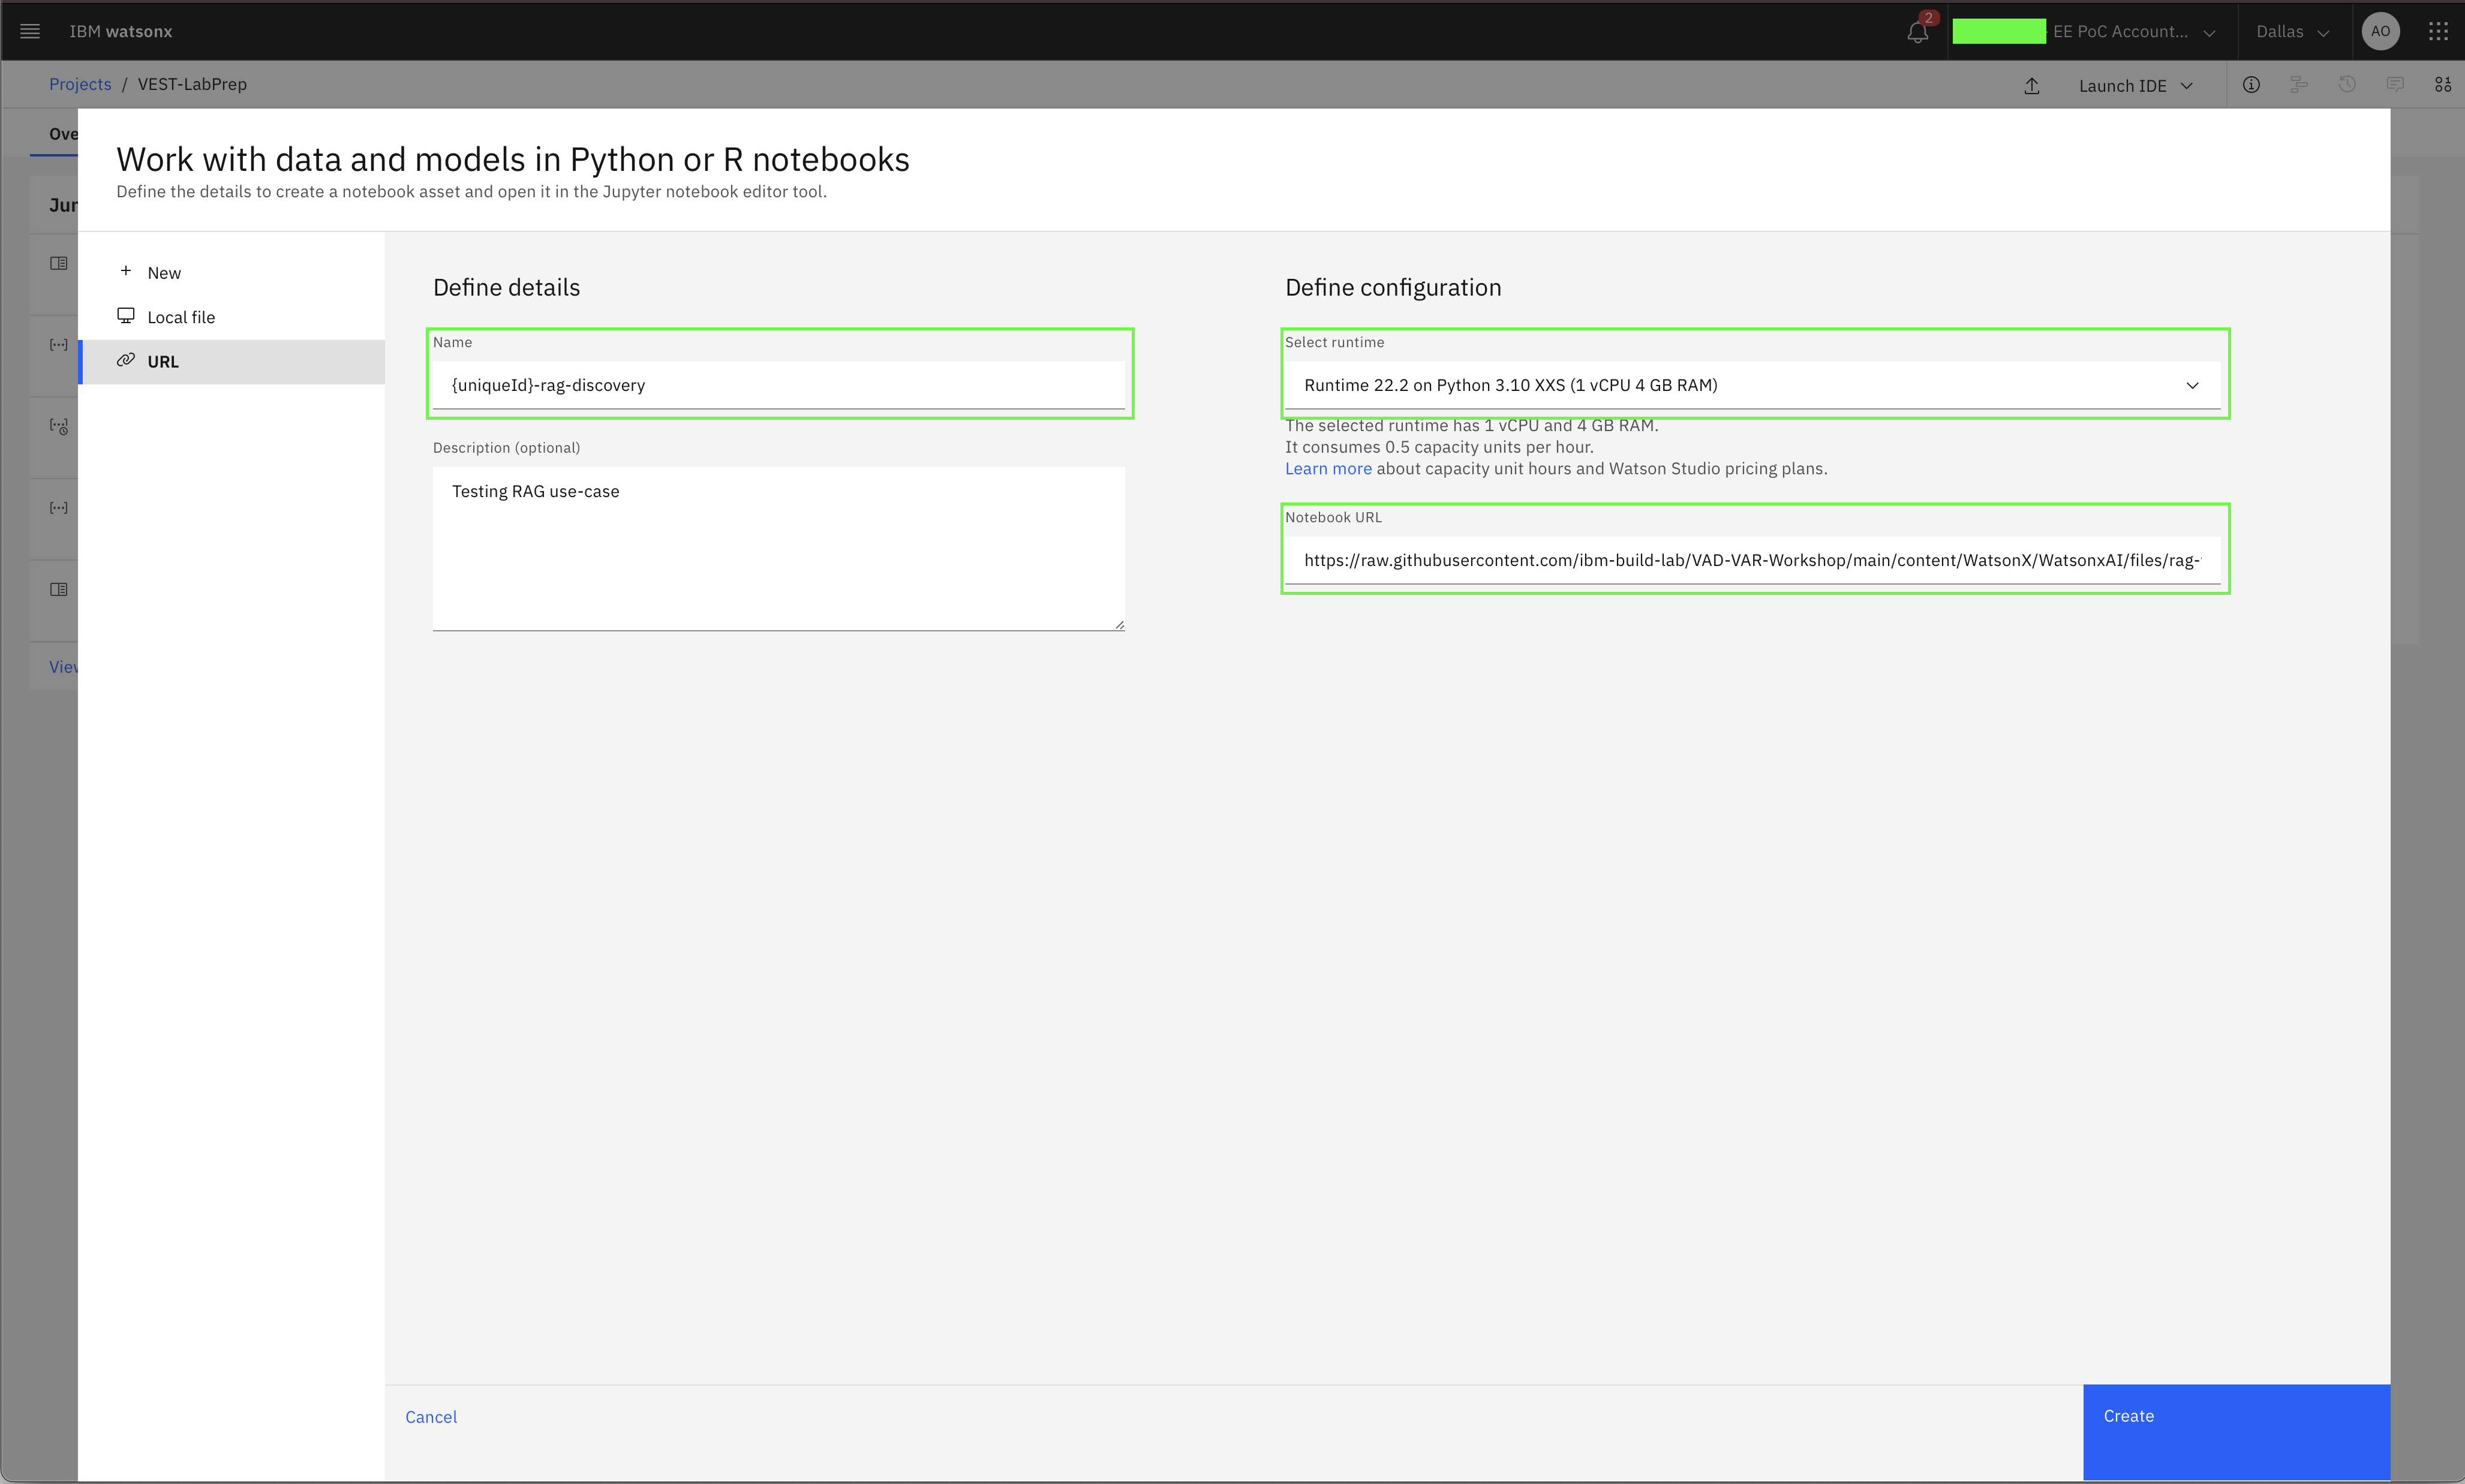 IBM watsonx
2
EE PoC Account...
Dallas
AO
Projects / VEST-LabPrep
Launch IDE
Ove
Work with data and models in Python or R notebooks
Define the details to create a notebook asset and open it in the Jupyter notebook editor tool.
Jur
New
Local file
URL
View
Define details
Name
{uniqueId}-rag-discovery
Description (optional)
Testing RAG use-case
Define configuration
Select runtime
Runtime 22.2 on Python 3.10 XXS (1 vCPU 4 GB RAM)
The selected runtime has 1 vCPU and 4 GB RAM.
It consumes 0.5 capacity units per hour.
Learn more about capacity unit hours and Watson Studio pricing plans.
Notebook URL
https://raw.githubusercontent.com/ibm-build-lab/VAD-VAR-Workshop/main/content/WatsonX/WatsonxAI/files/rag-
Cancel
Create